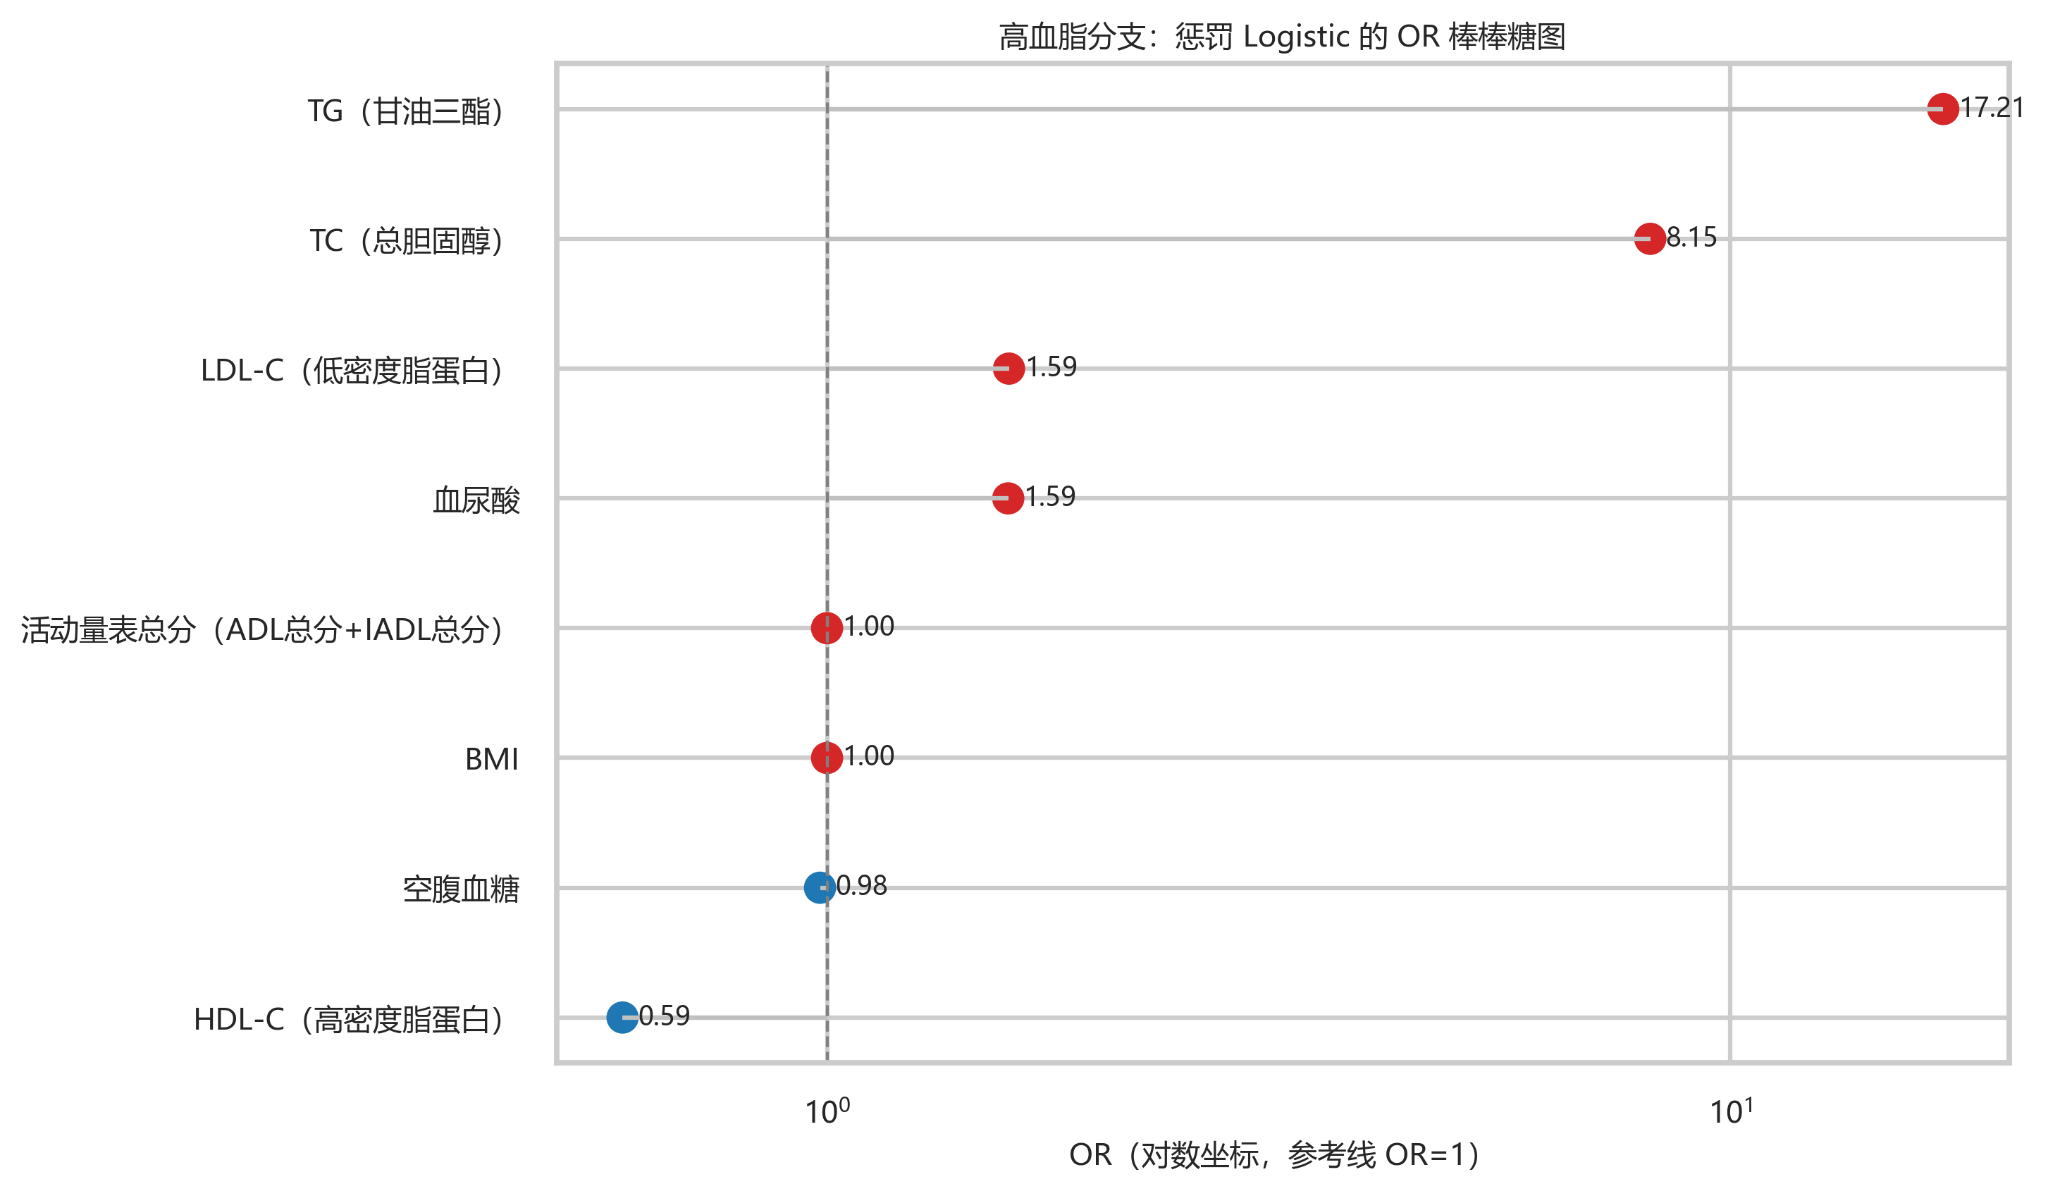 高血脂分支：惩罚 Logistic 的 OR 棒棒糖图
TG（甘油三酯） 17.21
TC（总胆固醇） 8.15
LDL-C（低密度脂蛋白） 1.59
血尿酸 1.59
活动量表总分（ADL总分+IADL总分） 1.00
BMI 1.00
空腹血糖 0.98
HDL-C（高密度脂蛋白） 0.59
10⁰ 10¹
OR（对数坐标，参考线 OR=1）